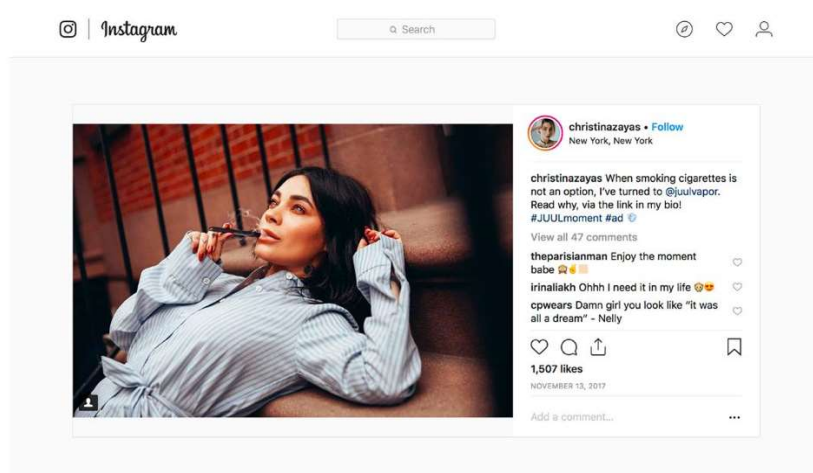 Instagram
Search
christinazayas • Follow
New York, New York
christinazayas When smoking cigarettes is
not an option, I've turned to @juulvapor.
Read why, via the link in my bio!
#JUULmoment #ad
View all 47 comments
theparisianman Enjoy the moment
babe
irinaliakh Ohhh I need it in my life
cpwears Damn girl you look like "it was
all a dream" - Nelly
1,507 likes
NOVEMBER 13, 2017
Add a comment...